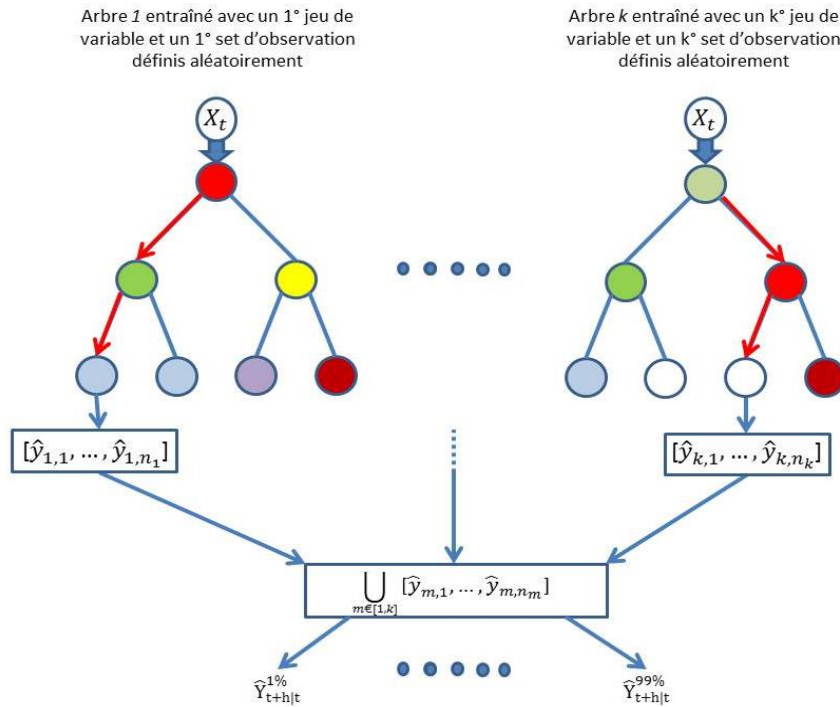 Arbre 1 entraîné avec un 1° jeu de
variable et un 1° set d'observation
définis aléatoirement
Arbre k entraîné avec un k° jeu de
variable et un k° set d'observation
définis aléatoirement
X_t
X_t
[ŷ_{1,1}, … , ŷ_{1,n_1}]
[ŷ_{k,1}, … , ŷ_{k,n_k}]
⋃_{m∈[1,k]} [ŷ_{m,1}, … , ŷ_{m,n_m}]
Ŷ^{1%}_{t+h|t}
Ŷ^{99%}_{t+h|t}